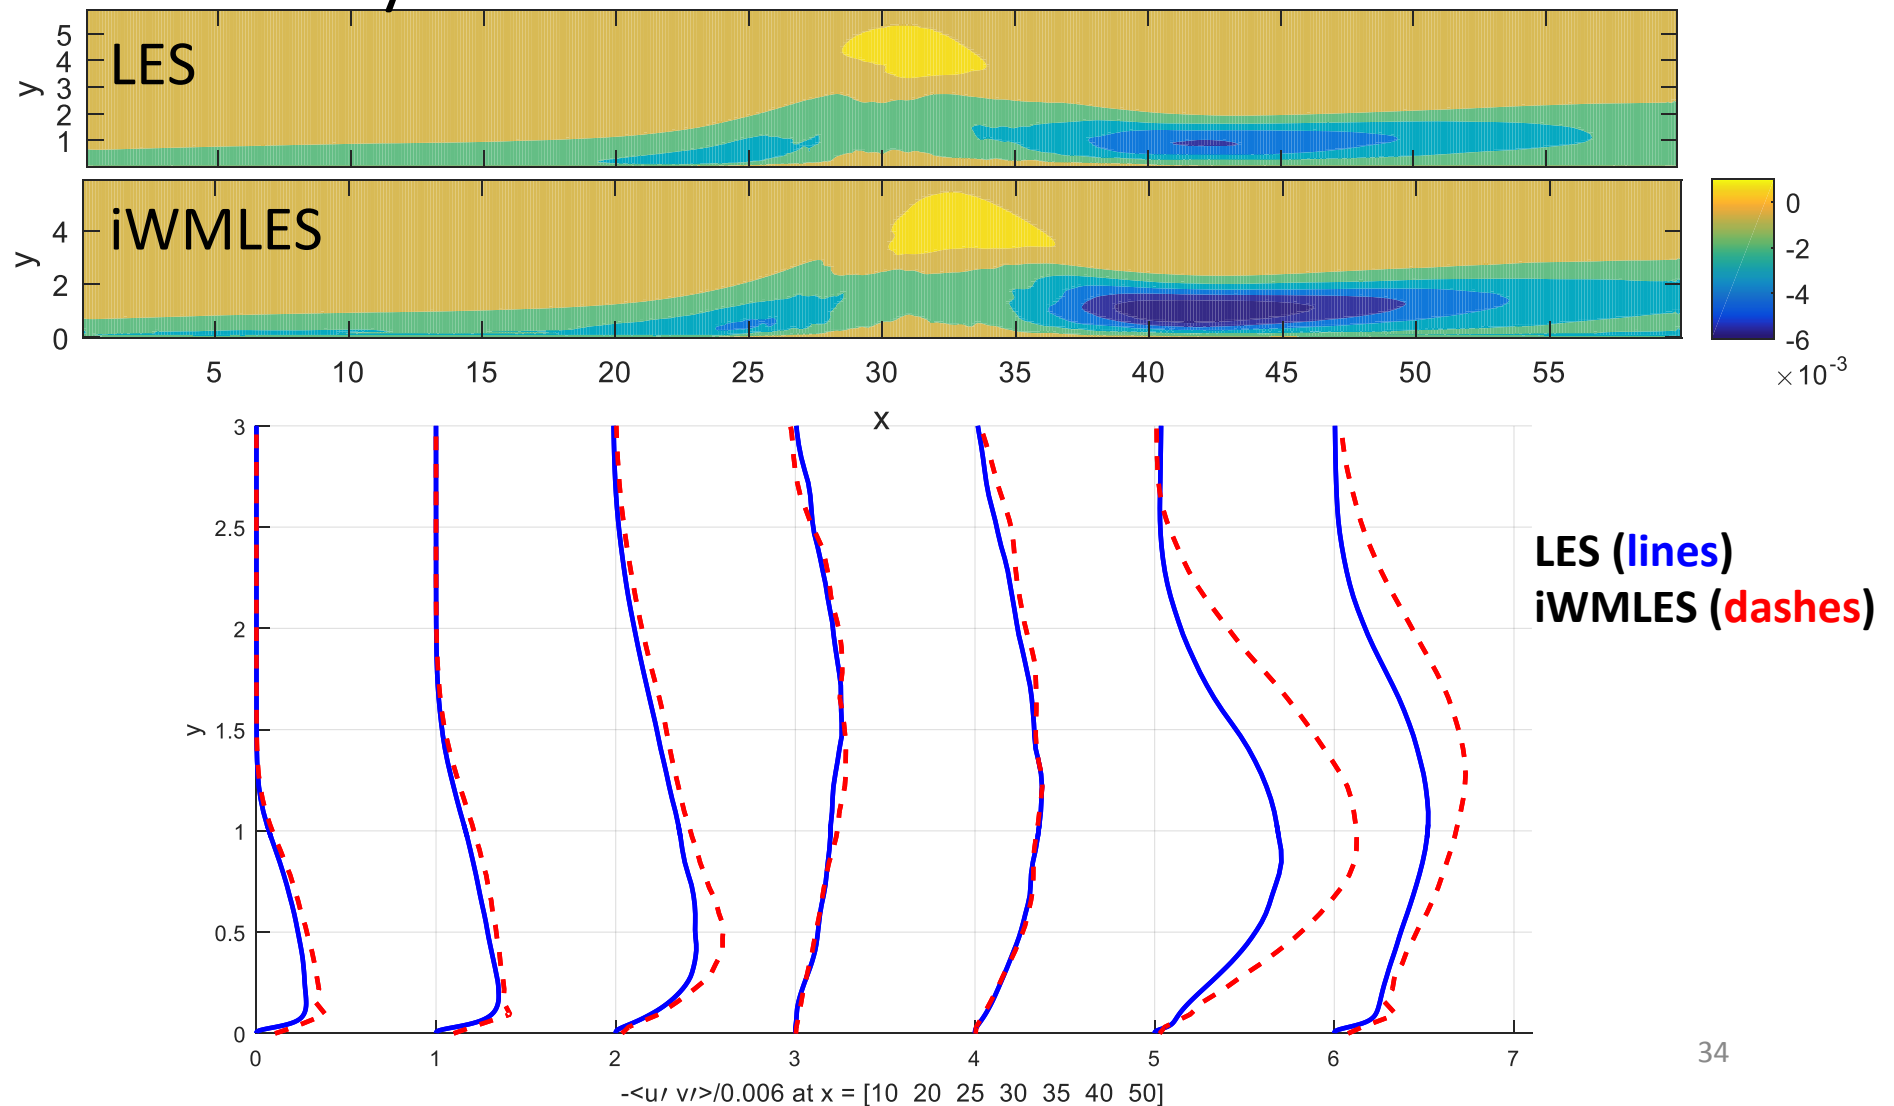 LES
y
5
4
3
2
1
iWMLES
y
4
2
0
5 10 15 20 25 30 35 40 45 50 55
x
0
-2
-4
-6
×10-3
3
2.5
2
1.5
1
0.5
0
y
0 1 2 3 4 5 6 7
-<u′ v′>/0.006 at x = [10 20 25 30 35 40 50]
LES (lines)
iWMLES (dashes)
34